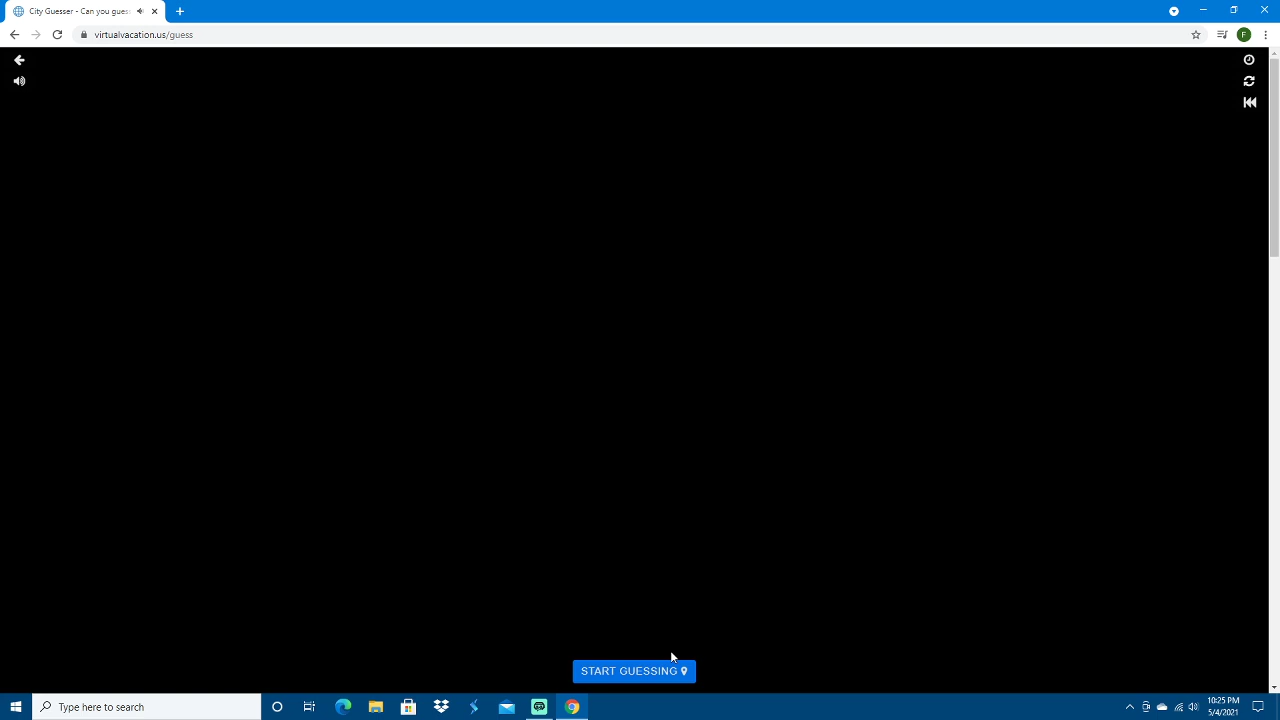 City Guesser - Can you gues
virtualvacation.us/guess
F
START GUESSING
Type here to search
10:25 PM
5/4/2021